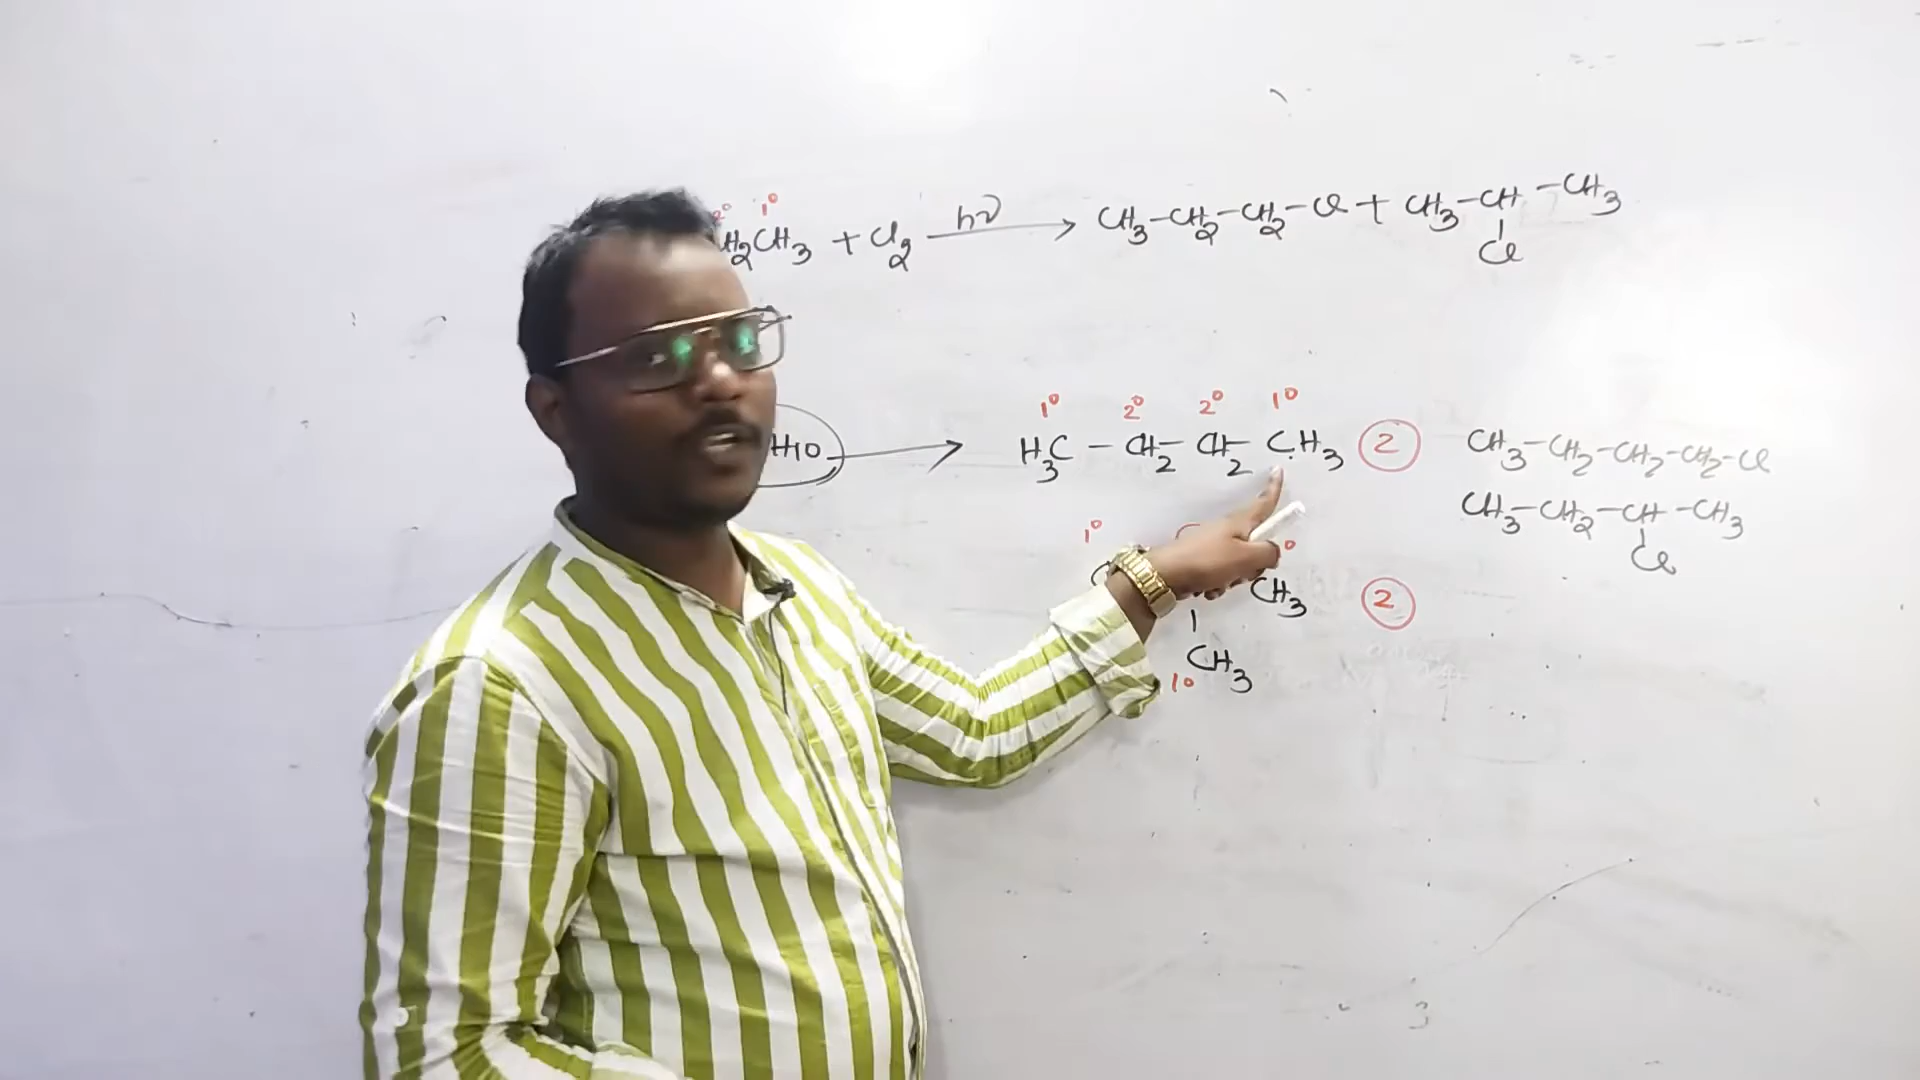 2° 1°
H₂CH₃ + Cl₂ hν → CH₃-CH₂-CH₂-Cl + CH₃-CH-CH₃
Cl
1° 2° 2° 1°
H10 → H₃C - CH₂ - CH₂ - CH₃ 2 CH₃-CH₂-CH₂-CH₂-Cl
CH₃-CH₂-CH-CH₃
Cl
1°
CH₃ 2
CH₃
1°